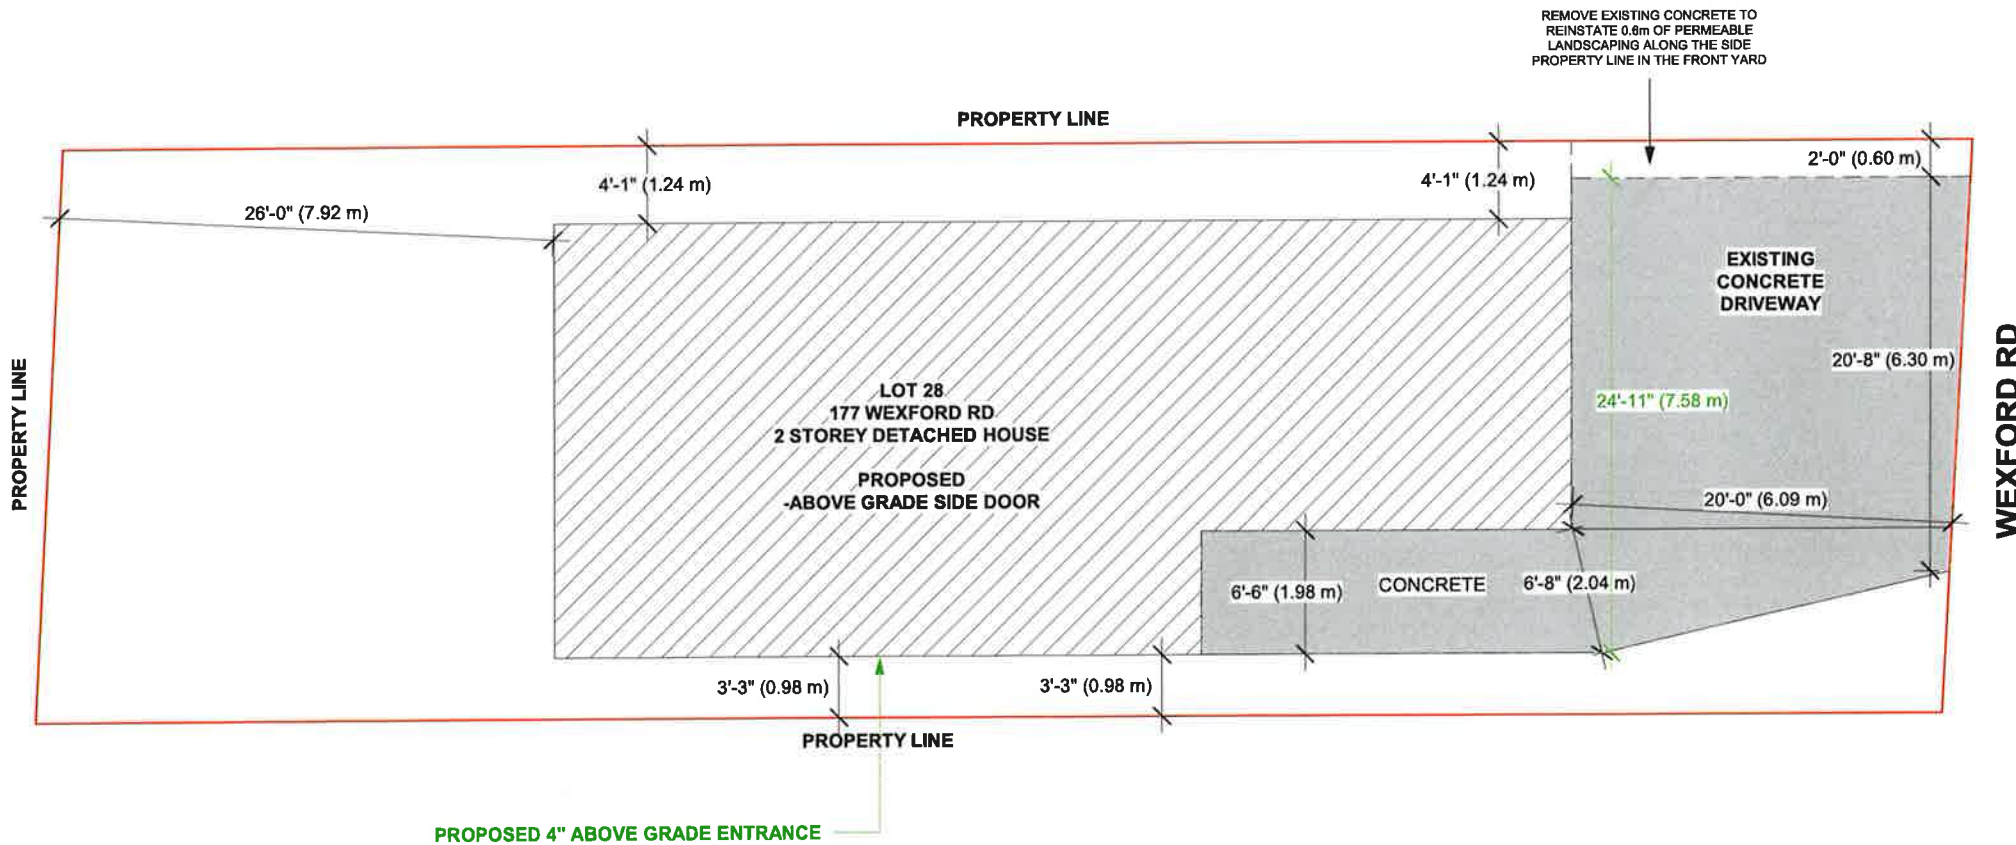 REMOVE EXISTING CONCRETE TO
REINSTATE 0.6m OF PERMEABLE
LANDSCAPING ALONG THE SIDE
PROPERTY LINE IN THE FRONT YARD
PROPERTY LINE
2'-0" (0.60 m)
4'-1" (1.24 m)
4'-1" (1.24 m)
26'-0" (7.92 m)
EXISTING
CONCRETE
DRIVEWAY
PROPERTY LINE
WEXFORD RD
20'-8" (6.30 m)
24'-11" (7.58 m)
LOT 28
177 WEXFORD RD
2 STOREY DETACHED HOUSE
PROPOSED
-ABOVE GRADE SIDE DOOR
20'-0" (6.09 m)
6'-6" (1.98 m)
CONCRETE
6'-8" (2.04 m)
3'-3" (0.98 m)
3'-3" (0.98 m)
PROPERTY LINE
PROPOSED 4" ABOVE GRADE ENTRANCE